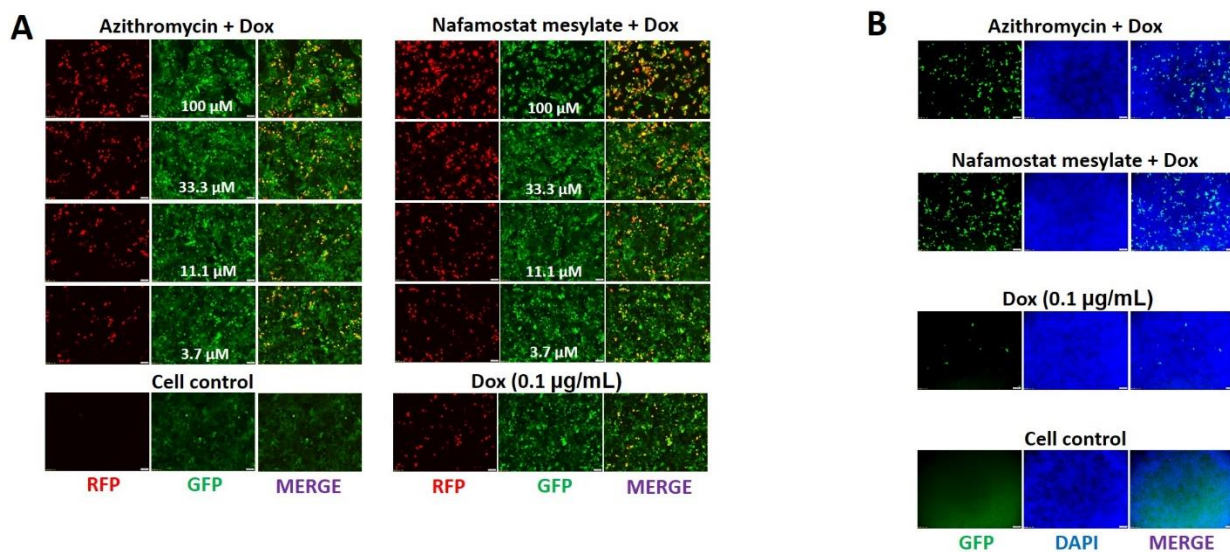 A
Azithromycin + Dox
100 µM
33.3 µM
11.1 µM
3.7 µM
Cell control
RFP GFP MERGE
Nafamostat mesylate + Dox
100 µM
33.3 µM
11.1 µM
3.7 µM
Dox (0.1 µg/mL)
RFP GFP MERGE
B
Azithromycin + Dox
Nafamostat mesylate + Dox
Dox (0.1 µg/mL)
Cell control
GFP DAPI MERGE